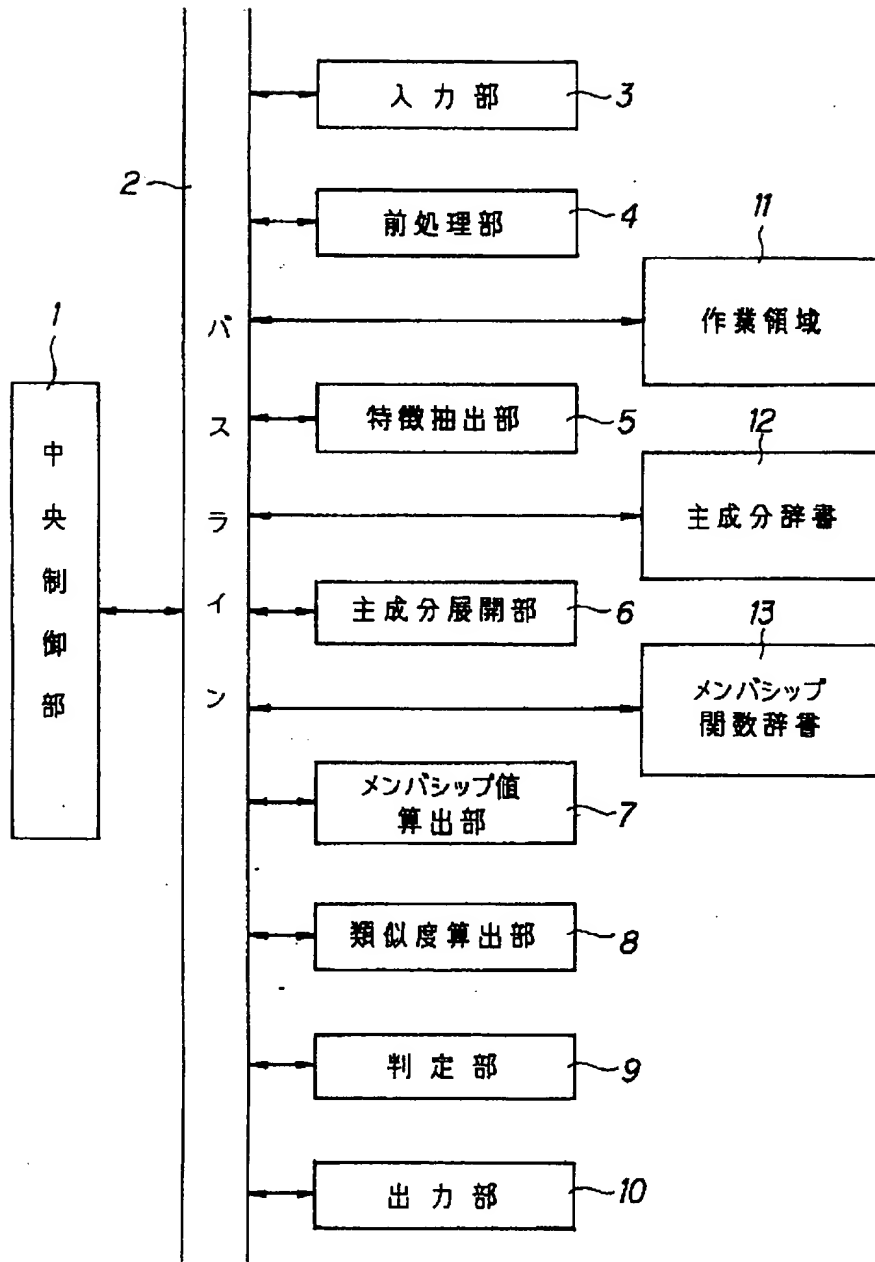 入力部
3
2
前処理部
4
11
作業領域
1
中央制御部
バスライン
特徴抽出部
5
12
主成分辞書
主成分展開部
6
13
メンバシップ
関数辞書
メンバシップ値
算出部
7
類似度算出部
8
判定部
9
出力部
10